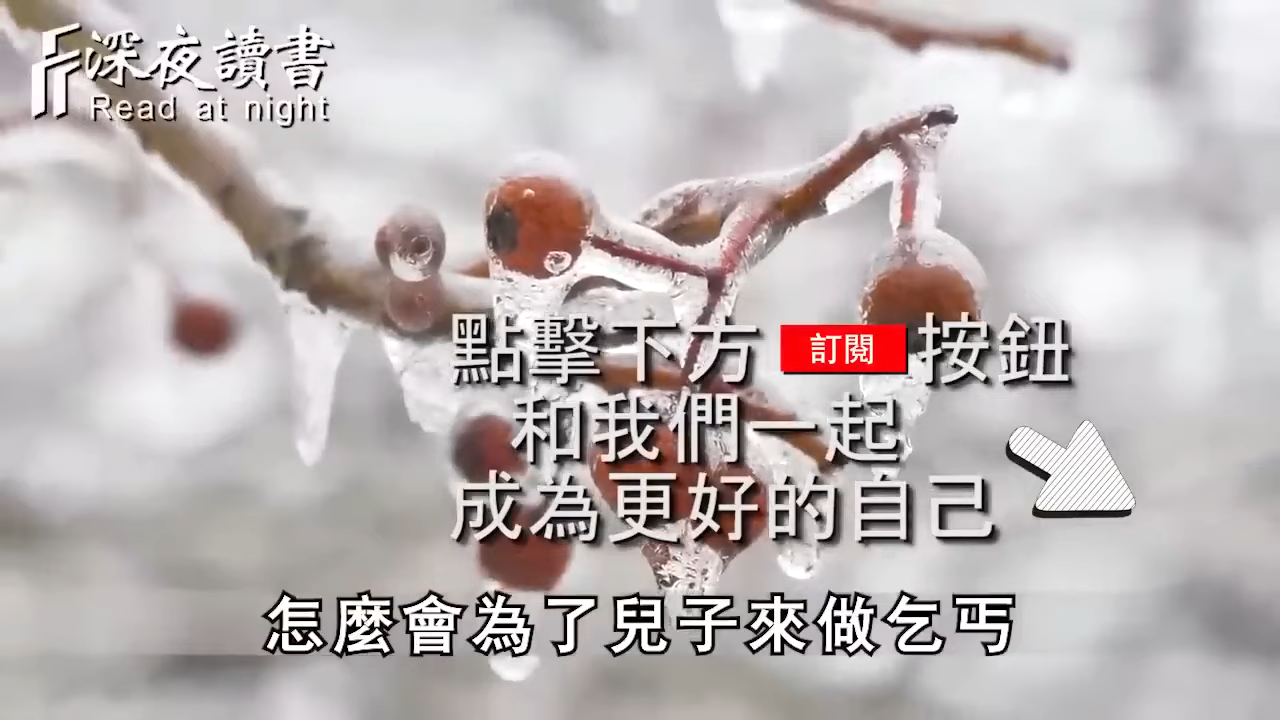 深夜讀書
Read at night
點擊下方 訂閱 按鈕
和我們一起
成為更好的自己
怎麼會為了兒子來做乞丐